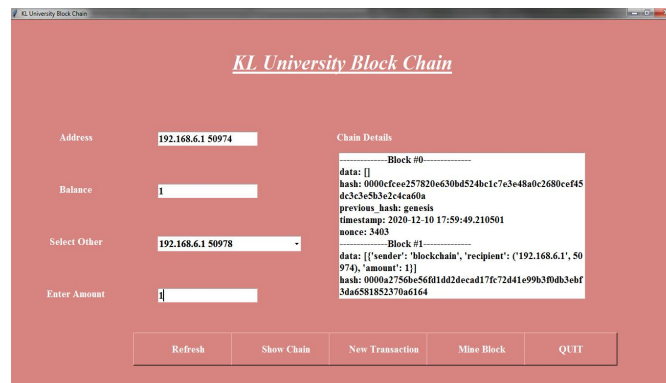 KL University Block Chain
KL University Block Chain
Address
192.168.6.1 50974
Balance
1
Select Other
192.168.6.1 50978
Enter Amount
1
Chain Details
--------------Block #0--------------
data: []
hash: 0000cfcee257820e630bd524bc1c7e3e48a0c2680cef45
dc3c3e5b3e2c4ca60a
previous_hash: genesis
timestamp: 2020-12-10 17:59:49.210501
nonce: 3403
--------------Block #1--------------
data: [{'sender': 'blockchain', 'recipient': ('192.168.6.1', 50
974), 'amount': 1}]
hash: 0000a2756be56fd1dd2decad17fc72d41e99b3f0db3ebf
3da6581852370a6164
Refresh
Show Chain
New Transaction
Mine Block
QUIT